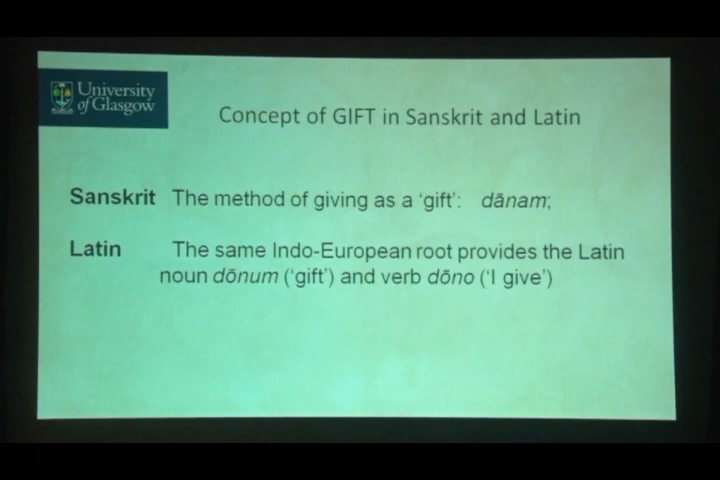 University
of Glasgow
Concept of GIFT in Sanskrit and Latin
Sanskrit The method of giving as a ‘gift’: dānam;
Latin The same Indo-European root provides the Latin
noun dōnum (‘gift’) and verb dōno (‘I give’)